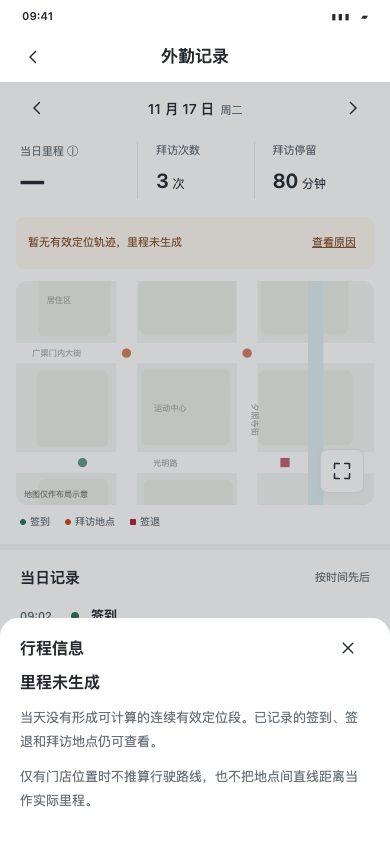 09:41
外勤记录
11 月 17 日 周二
当日里程 ⓘ
—
拜访次数
3 次
拜访停留
80 分钟
暂无有效定位轨迹，里程未生成
查看原因
居住区
广渠门内大街
运动中心
夕照寺街
光明路
地图仅作布局示意
签到
拜访地点
签退
当日记录
按时间先后
09:02
签到
行程信息
里程未生成
当天没有形成可计算的连续有效定位段。已记录的签到、签
退和拜访地点仍可查看。
仅有门店位置时不推算行驶路线，也不把地点间直线距离当
作实际里程。